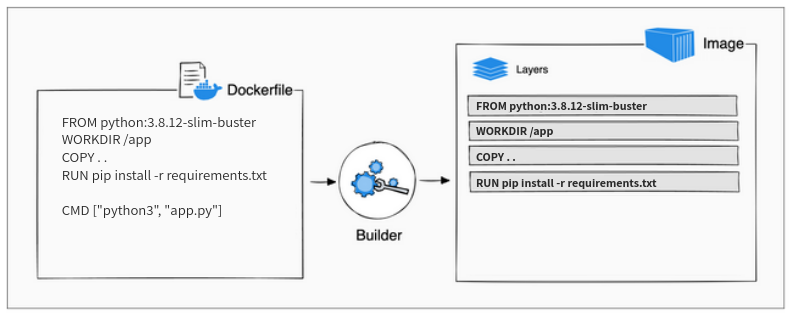 Dockerfile
FROM python:3.8.12-slim-buster
WORKDIR /app
COPY . .
RUN pip install -r requirements.txt
CMD ["python3", "app.py"]
Builder
Image
Layers
FROM python:3.8.12-slim-buster
WORKDIR /app
COPY . .
RUN pip install -r requirements.txt